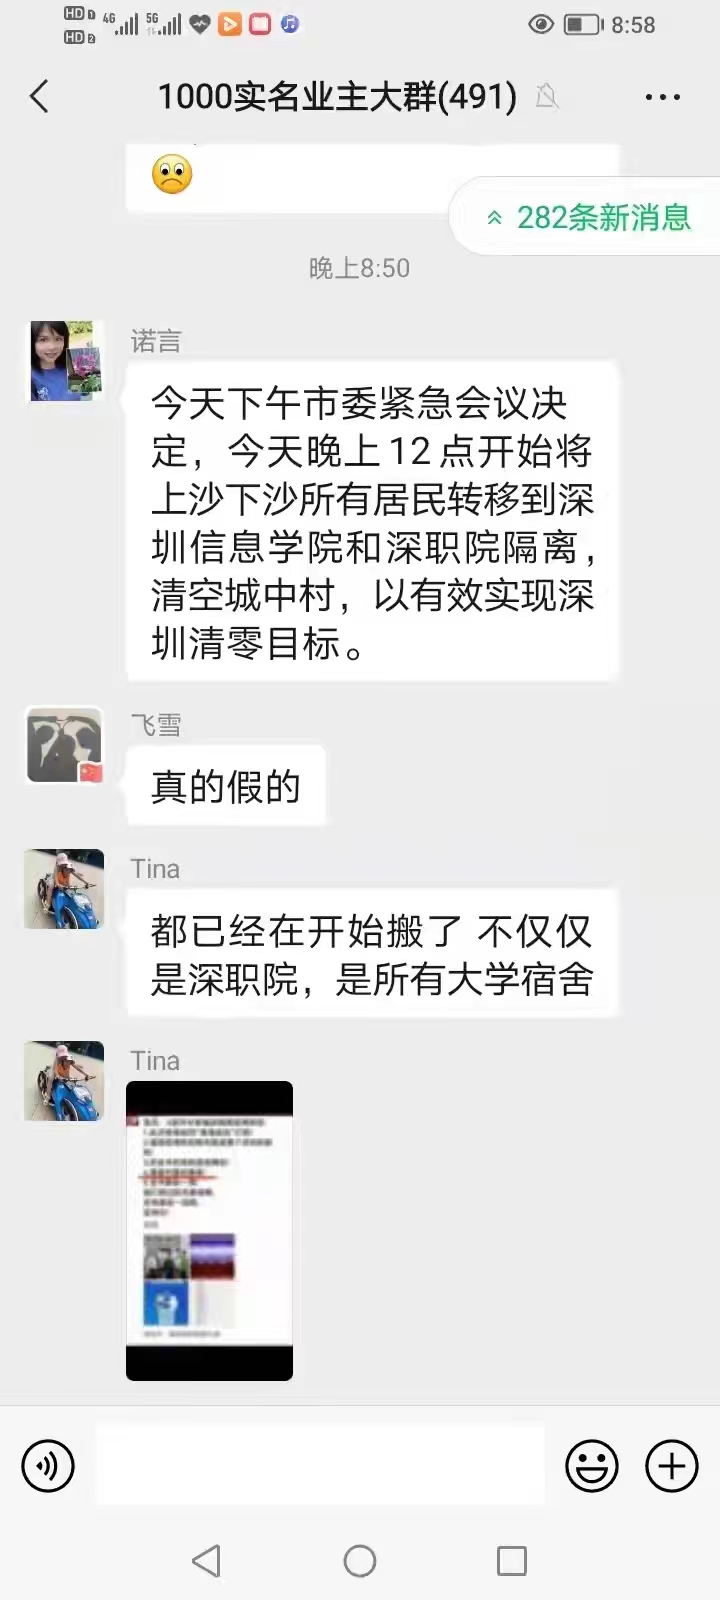 HD 1 4G 5G 8:58
HD 2
1000实名业主大群(491)
282条新消息
晚上8:50
诺言
今天下午市委紧急会议决
定，今天晚上12点开始将
上沙下沙所有居民转移到深
圳信息学院和深职院隔离，
清空城中村，以有效实现深
圳清零目标。
飞雪
真的假的
Tina
都已经在开始搬了 不仅仅
是深职院，是所有大学宿舍
Tina